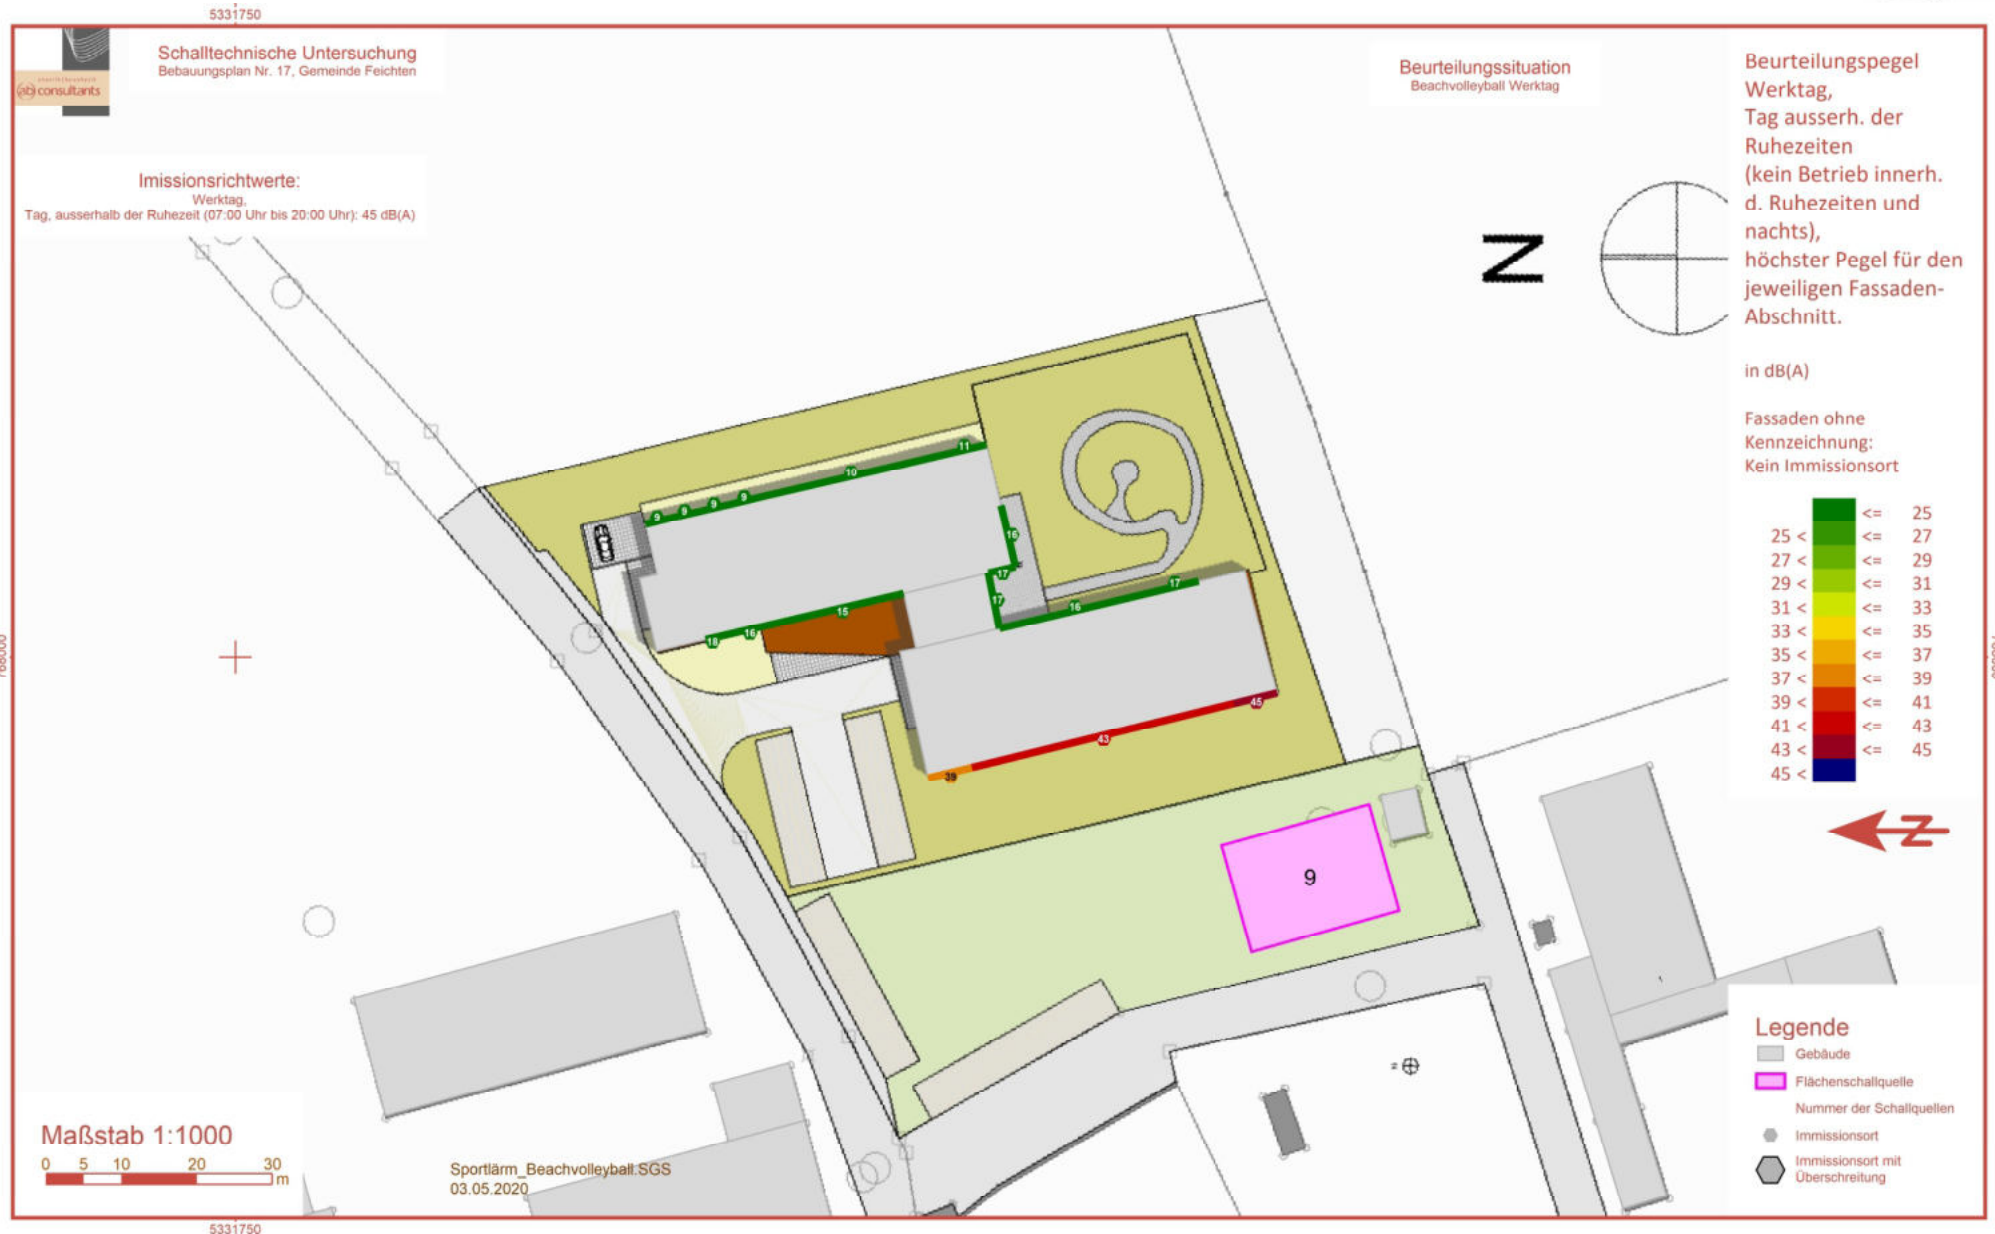 5331750
Schalltechnische Untersuchung
Bebauungsplan Nr. 17, Gemeinde Feichten
(ab) consultants
Imissionsrichtwerte:
Werktag,
Tag, ausserhalb der Ruhezeit (07:00 Uhr bis 20:00 Uhr): 45 dB(A)
Beurteilungssituation
Beachvolleyball Werktag
N
Beurteilungspegel
Werktag,
Tag ausserh. der
Ruhezeiten
(kein Betrieb innerh.
d. Ruhezeiten und
nachts),
höchster Pegel für den
jeweiligen Fassaden-
Abschnitt.
in dB(A)
Fassaden ohne
Kennzeichnung:
Kein Immissionsort
<= 25
25 < <= 27
27 < <= 29
29 < <= 31
31 < <= 33
33 < <= 35
35 < <= 37
37 < <= 39
39 < <= 41
41 < <= 43
43 < <= 45
45 <
N
9 9 9 9 10 11
16
17
17
16 17
18 16 15
39 43 45
9
N
Legende
Gebäude
Flächenschallquelle
Nummer der Schallquellen
Immissionsort
Immissionsort mit
Überschreitung
Maßstab 1:1000
0 5 10 20 30
m
Sportlärm_Beachvolleyball.SGS
03.05.2020
5331750